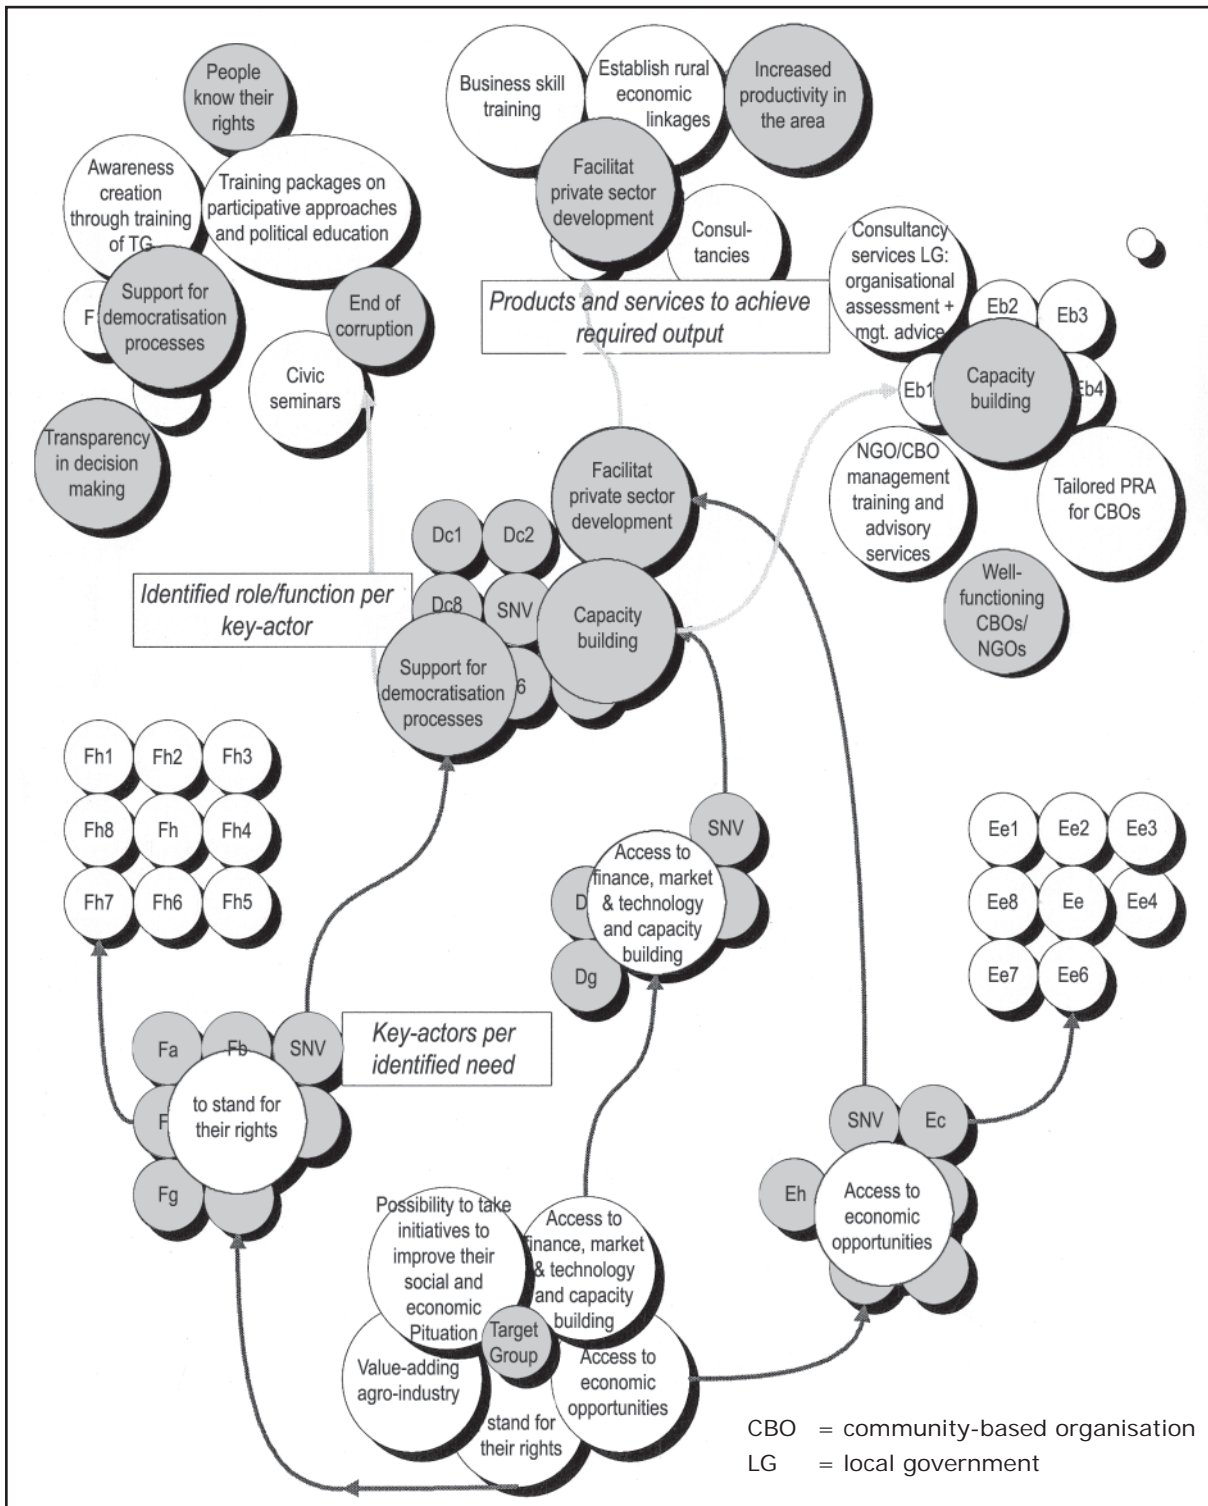 People
know their
rights
Awareness
creation
through training
of TG
Training packages on
participative approaches
and political education
F
Support for
democratisation
processes
End of
corruption
Civic
seminars
Transparency
in decision
making
Business skill
training
Establish rural
economic
linkages
Increased
productivity in
the area
Facilitat
private sector
development
Consul-
tancies
Products and services to achieve
required output
Consultancy
services LG:
organisational
assessment +
mgt. advice
Eb2
Eb3
Eb1
Capacity
building
Eb4
NGO/CBO
management
training and
advisory
services
Tailored PRA
for CBOs
Well-
functioning
CBOs/
NGOs
Facilitat
private sector
development
Dc1
Dc2
Dc8
SNV
Capacity
building
Identified role/function per
key-actor
Support for
democratisation
processes
6
Fh1
Fh2
Fh3
Fh8
Fh
Fh4
Fh7
Fh6
Fh5
SNV
Access to
finance, market
& technology
and capacity
building
D
Dg
Ee1
Ee2
Ee3
Ee8
Ee
Ee4
Ee7
Ee6
Fa
Fb
SNV
Key-actors per
identified need
F
to stand for
their rights
Fg
SNV
Ec
Eh
Access to
economic
opportunities
Possibility to take
initiatives to
improve their
social and
economic
Pituation
Access to
finance, market
& technology
and capacity
building
Target
Group
Value-adding
agro-industry
Access to
economic
opportunities
stand for
their rights
CBO = community-based organisation
LG = local government